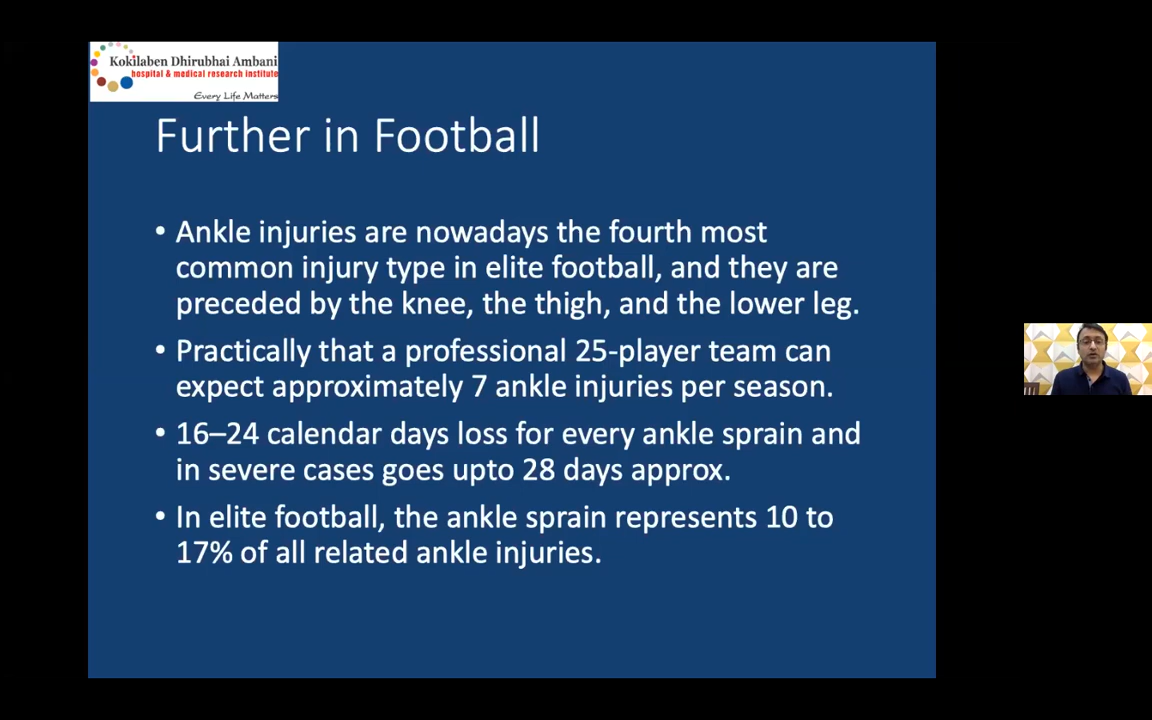 Kokilaben Dhirubhai Ambani
hospital & medical research institute
Every Life Matters
Further in Football
• Ankle injuries are nowadays the fourth most
common injury type in elite football, and they are
preceded by the knee, the thigh, and the lower leg.
• Practically that a professional 25-player team can
expect approximately 7 ankle injuries per season.
• 16–24 calendar days loss for every ankle sprain and
in severe cases goes upto 28 days approx.
• In elite football, the ankle sprain represents 10 to
17% of all related ankle injuries.